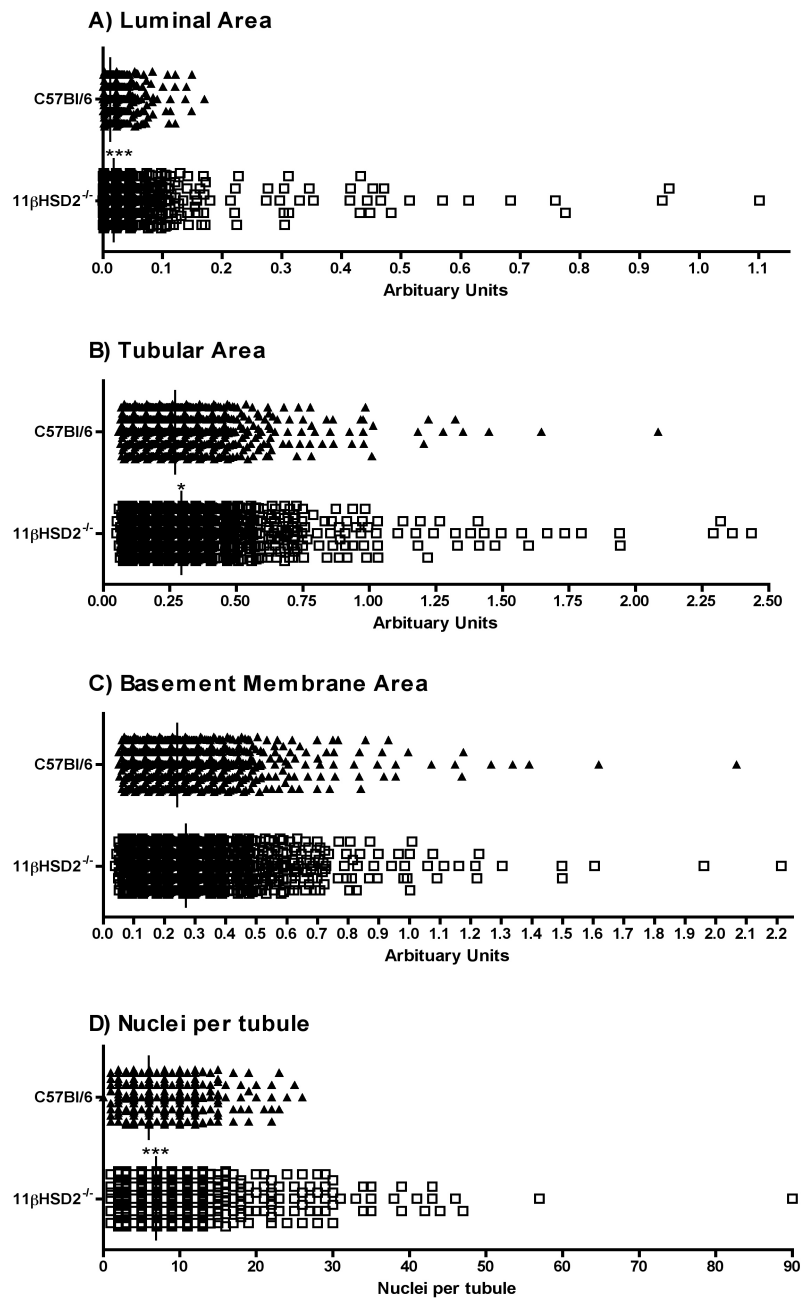 A) Luminal Area
C57Bl/6
***
11βHSD2-/-
0.0 0.1 0.2 0.3 0.4 0.5 0.6 0.7 0.8 0.9 1.0 1.1
Arbituary Units
B) Tubular Area
C57Bl/6
*
11βHSD2-/-
0.00 0.25 0.50 0.75 1.00 1.25 1.50 1.75 2.00 2.25 2.50
Arbituary Units
C) Basement Membrane Area
C57Bl/6
11βHSD2-/-
0.0 0.1 0.2 0.3 0.4 0.5 0.6 0.7 0.8 0.9 1.0 1.1 1.2 1.3 1.4 1.5 1.6 1.7 1.8 1.9 2.0 2.1 2.2
Arbituary Units
D) Nuclei per tubule
C57Bl/6
***
11βHSD2-/-
0 10 20 30 40 50 60 70 80 90
Nuclei per tubule